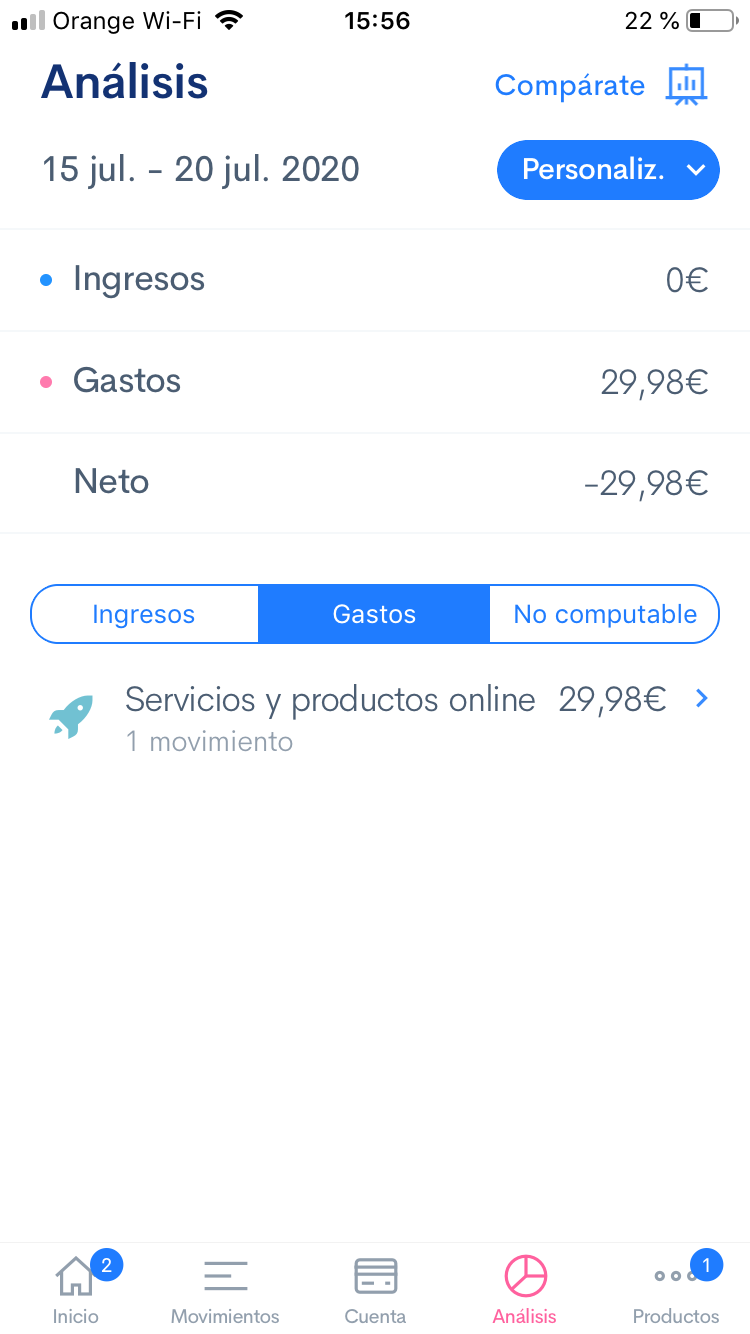 Orange Wi-Fi 15:56 22 %
Análisis Compárate
15 jul. - 20 jul. 2020 Personaliz.
Ingresos 0€
Gastos 29,98€
Neto -29,98€
Ingresos Gastos No computable
Servicios y productos online 29,98€
1 movimiento
2 1
Inicio Movimientos Cuenta Análisis Productos